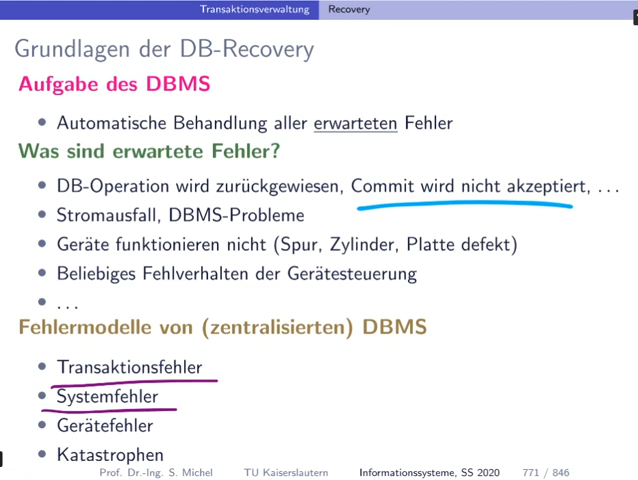 Transaktionsverwaltung Recovery
Grundlagen der DB-Recovery
Aufgabe des DBMS
• Automatische Behandlung aller erwarteten Fehler
Was sind erwartete Fehler?
• DB-Operation wird zurückgewiesen, Commit wird nicht akzeptiert, ...
• Stromausfall, DBMS-Probleme
• Geräte funktionieren nicht (Spur, Zylinder, Platte defekt)
• Beliebiges Fehlverhalten der Gerätesteuerung
• ...
Fehlermodelle von (zentralisierten) DBMS
• Transaktionsfehler
• Systemfehler
• Gerätefehler
• Katastrophen
Prof. Dr.-Ing. S. Michel TU Kaiserslautern Informationssysteme, SS 2020 771 / 846